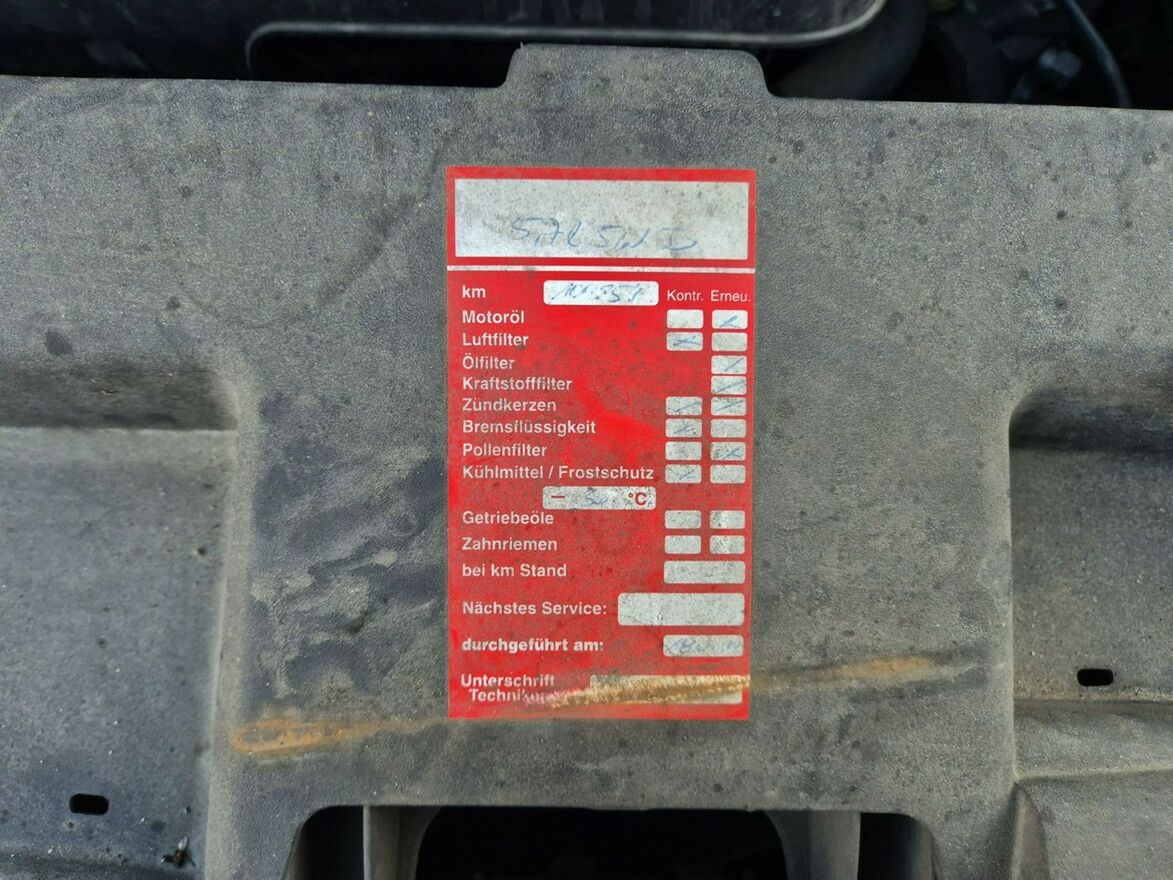 km
Kontr. Erneu.
Motoröl
Luftfilter
Ölfilter
Kraftstofffilter
Zündkerzen
Bremsflüssigkeit
Pollenfilter
Kühlmittel / Frostschutz
– °C
Getriebeöle
Zahnriemen
bei km Stand
Nächstes Service:
durchgeführt am:
Unterschrift